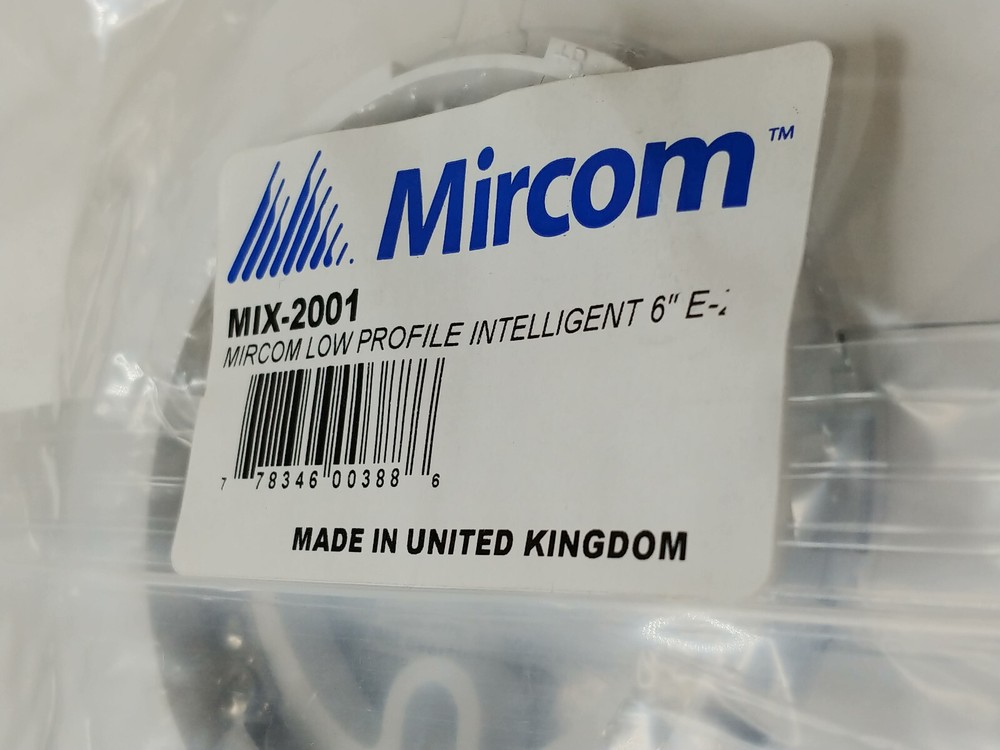 Mircom™
MIX-2001
MIRCOM LOW PROFILE INTELLIGENT 6" E-
7 78346 00388 6
MADE IN UNITED KINGDOM